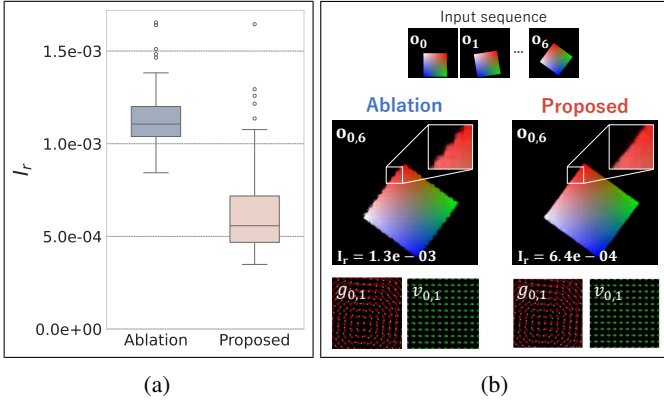 1.5e-03
1.0e-03
5.0e-04
0.0e+00
I_r
Ablation Proposed
(a)
Input sequence
o_0 o_1 ... o_6
Ablation Proposed
o_{0,6} o_{0,6}
I_r = 1.3e − 03 I_r = 6.4e − 04
g_{0,1} v_{0,1} g_{0,1} v_{0,1}
(b)